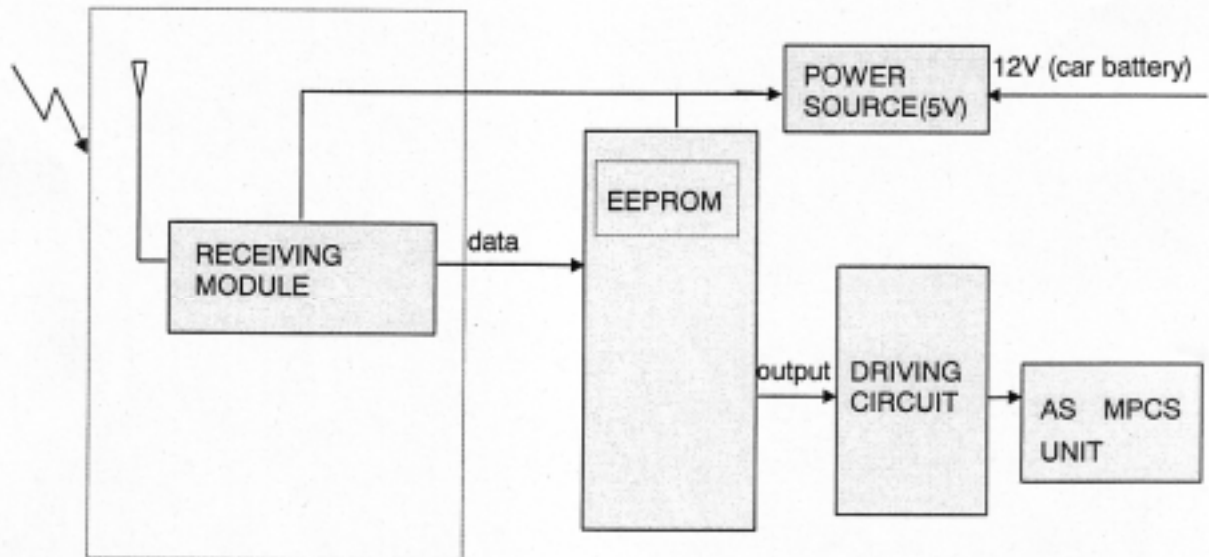 POWER
SOURCE(5V)
12V (car battery)
EEPROM
RECEIVING
MODULE
data
output
DRIVING
CIRCUIT
AS MPCS
UNIT